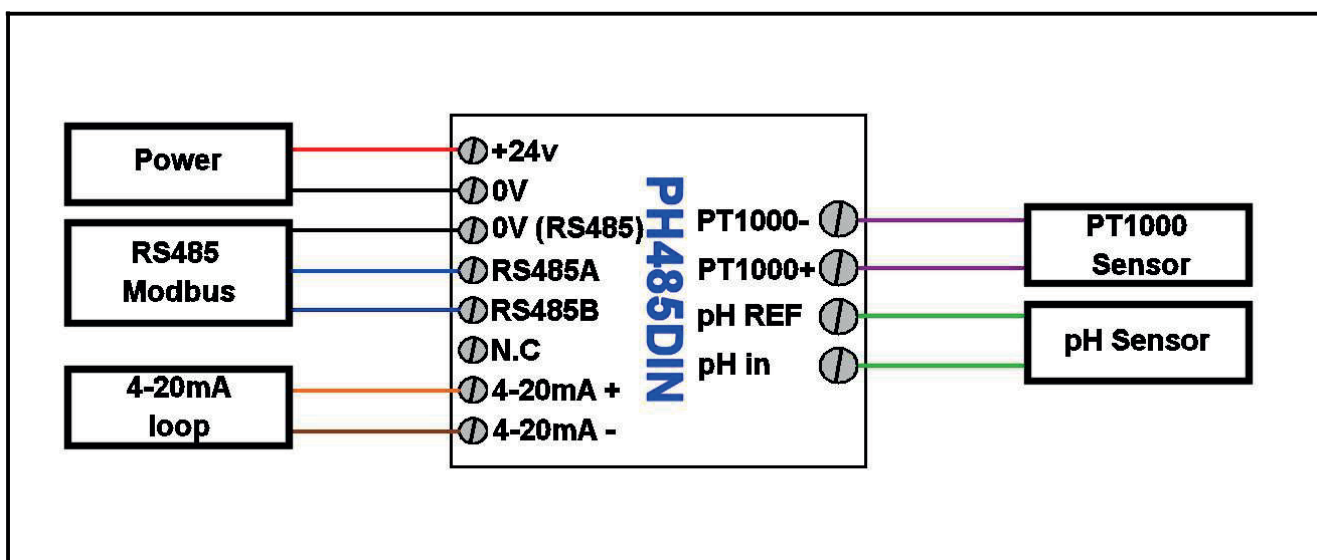 Power
RS485
Modbus
4-20mA
loop
+24v
0V
0V (RS485)
RS485A
RS485B
N.C
4-20mA +
4-20mA -
PH485DIN
PT1000-
PT1000+
pH REF
pH in
PT1000
Sensor
pH Sensor